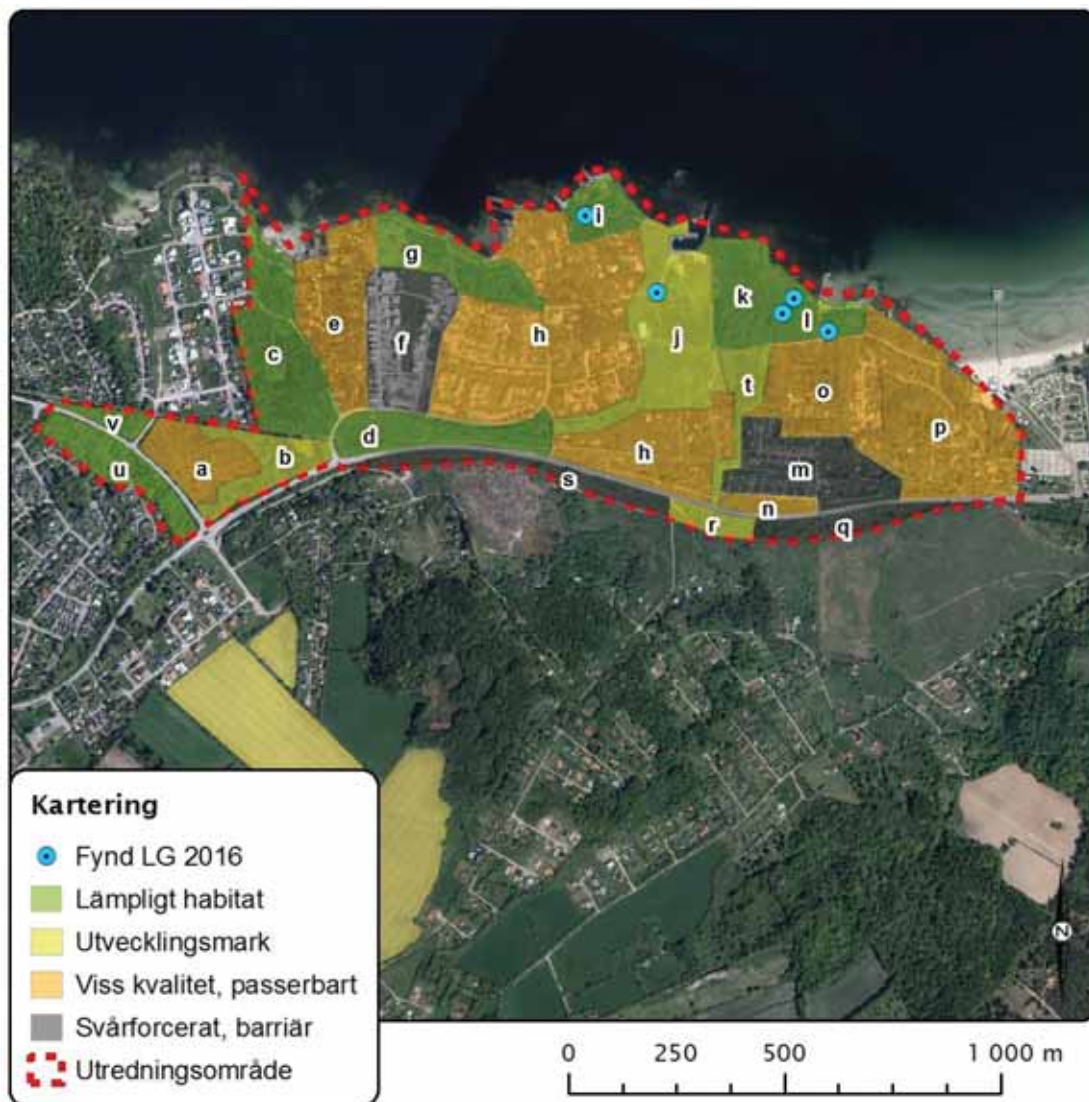 i
g
k
l
e
h
j
f
c
t
o
p
v
d
b
h
a
u
m
s
n
r
q
Kartering
Fynd LG 2016
Lämpligt habitat
Utvecklingsmark
Viss kvalitet, passerbart
Svårforcerat, barriär
Utredningsområde
N
0 250 500 1 000 m